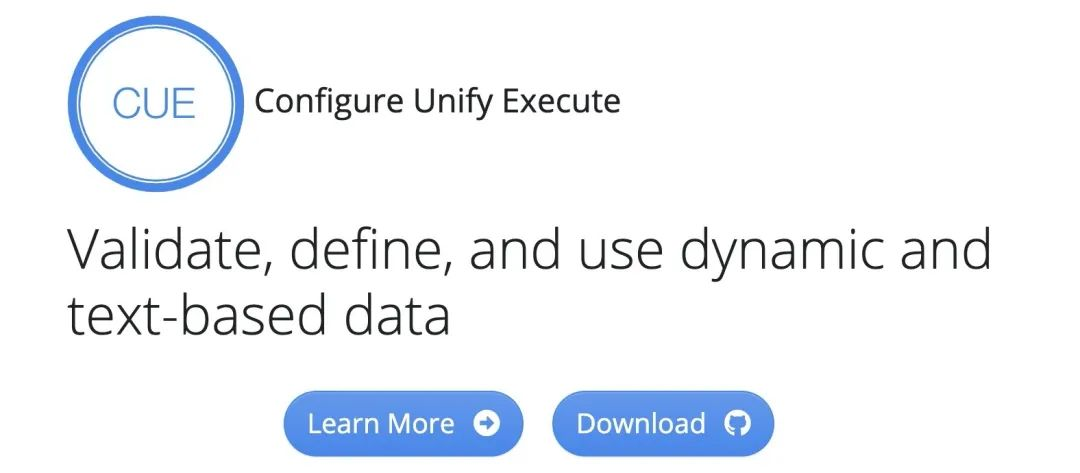 CUE
Configure Unify Execute
Validate, define, and use dynamic and
text-based data
Learn More
Download